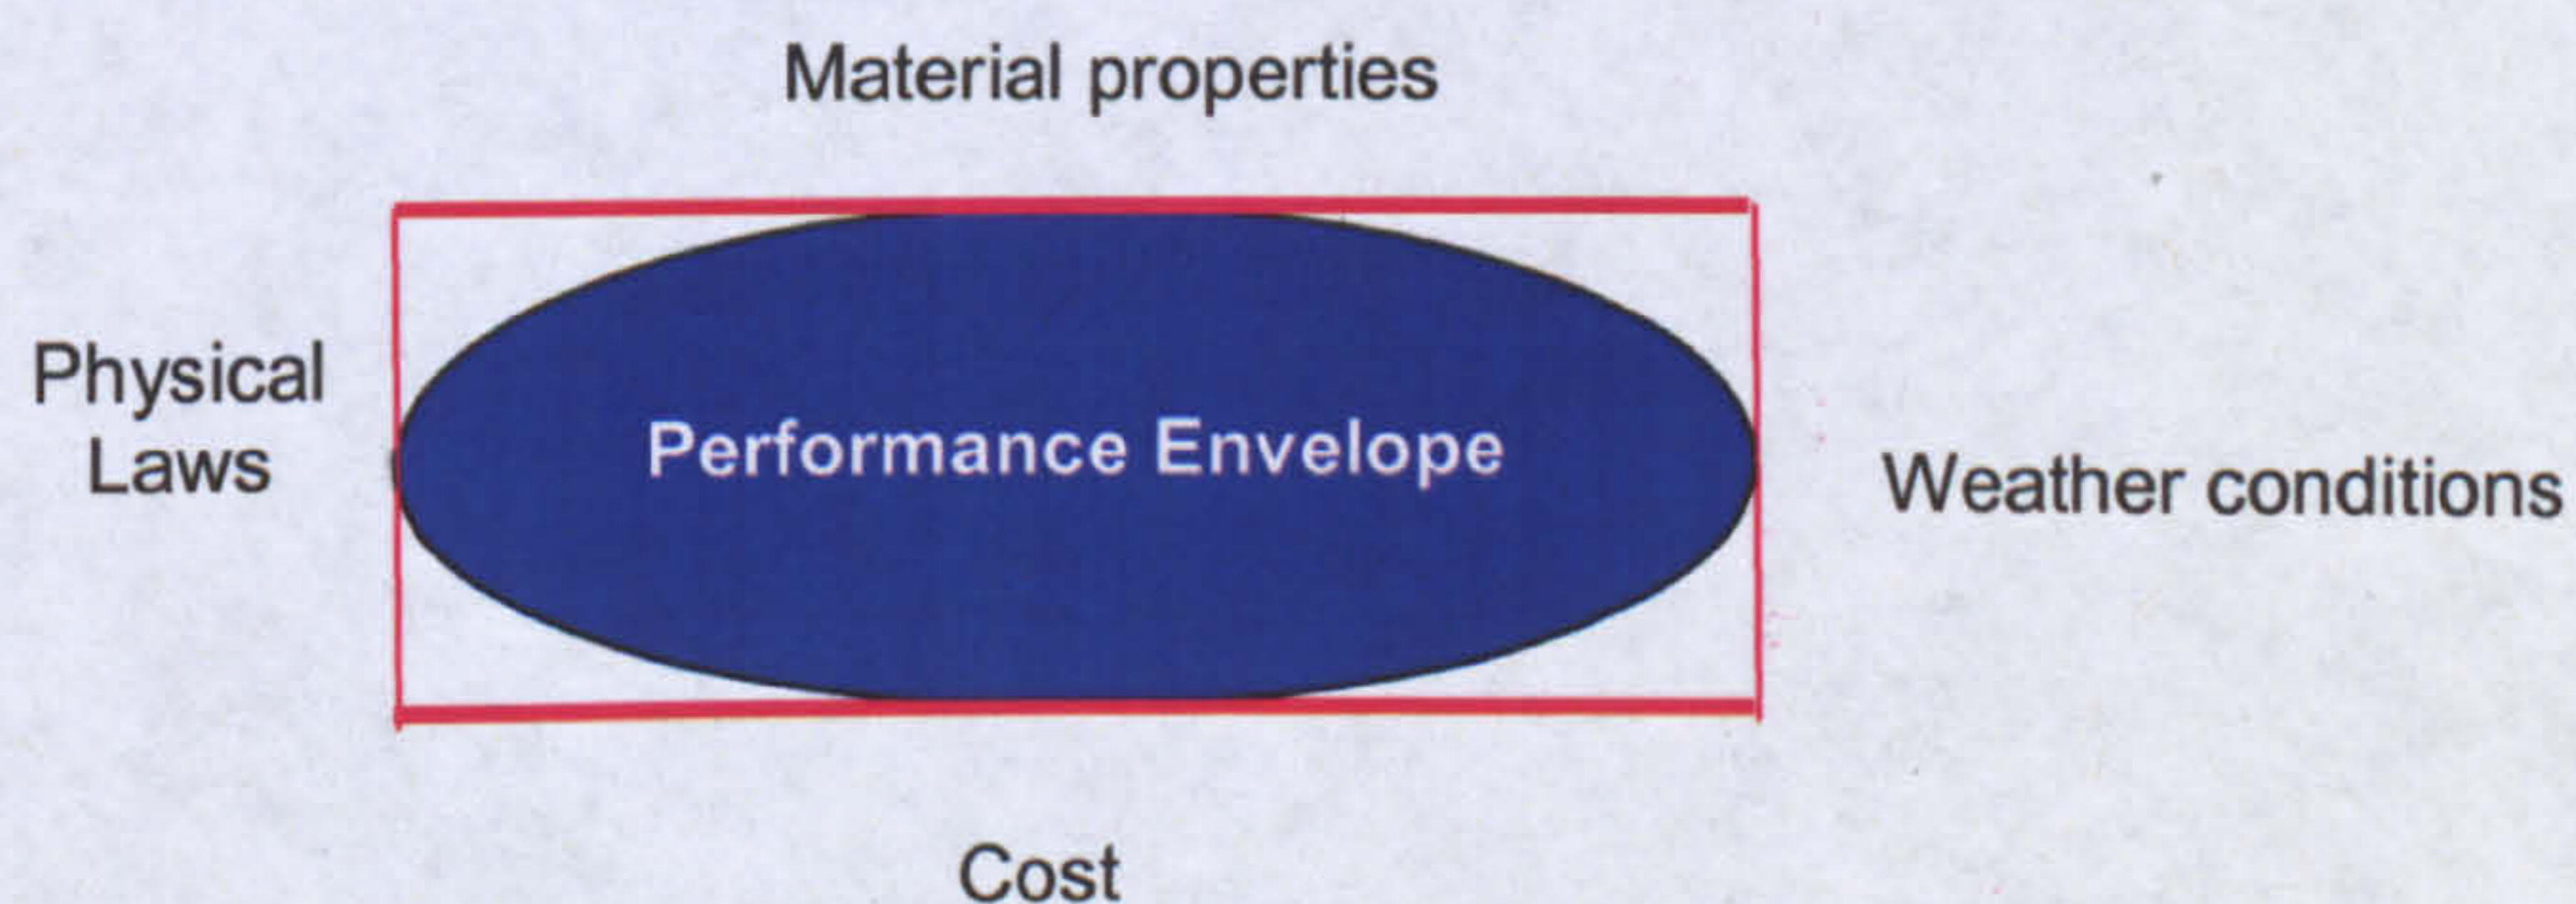 Material properties
Physical
Laws
Performance Envelope
Weather conditions
Cost